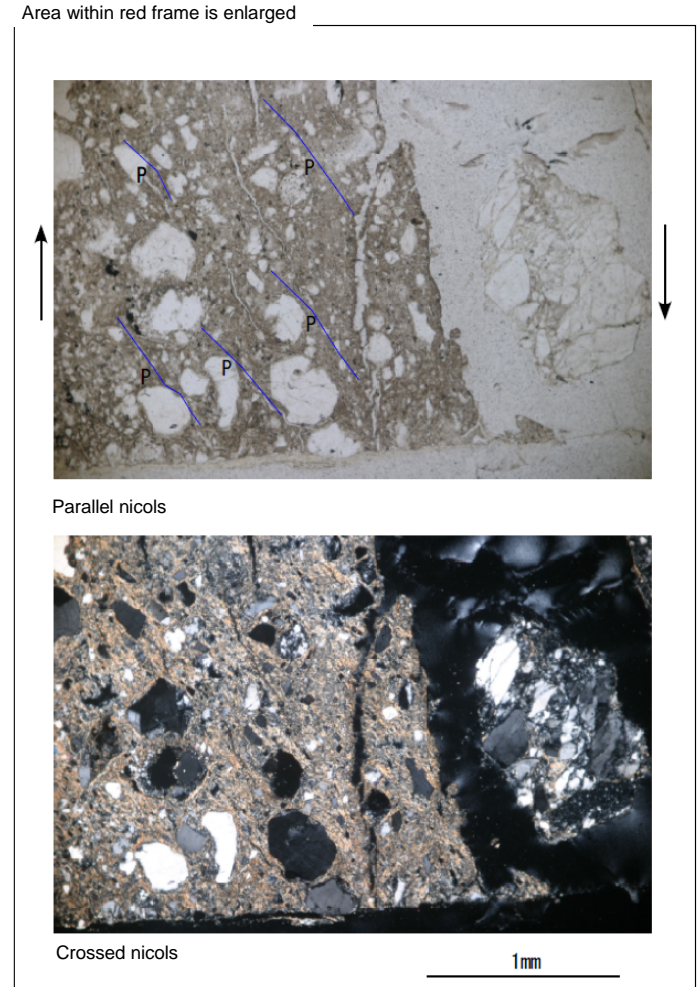 Area within red frame is enlarged
P
P
P
P
P
Parallel nicols
Crossed nicols
1mm